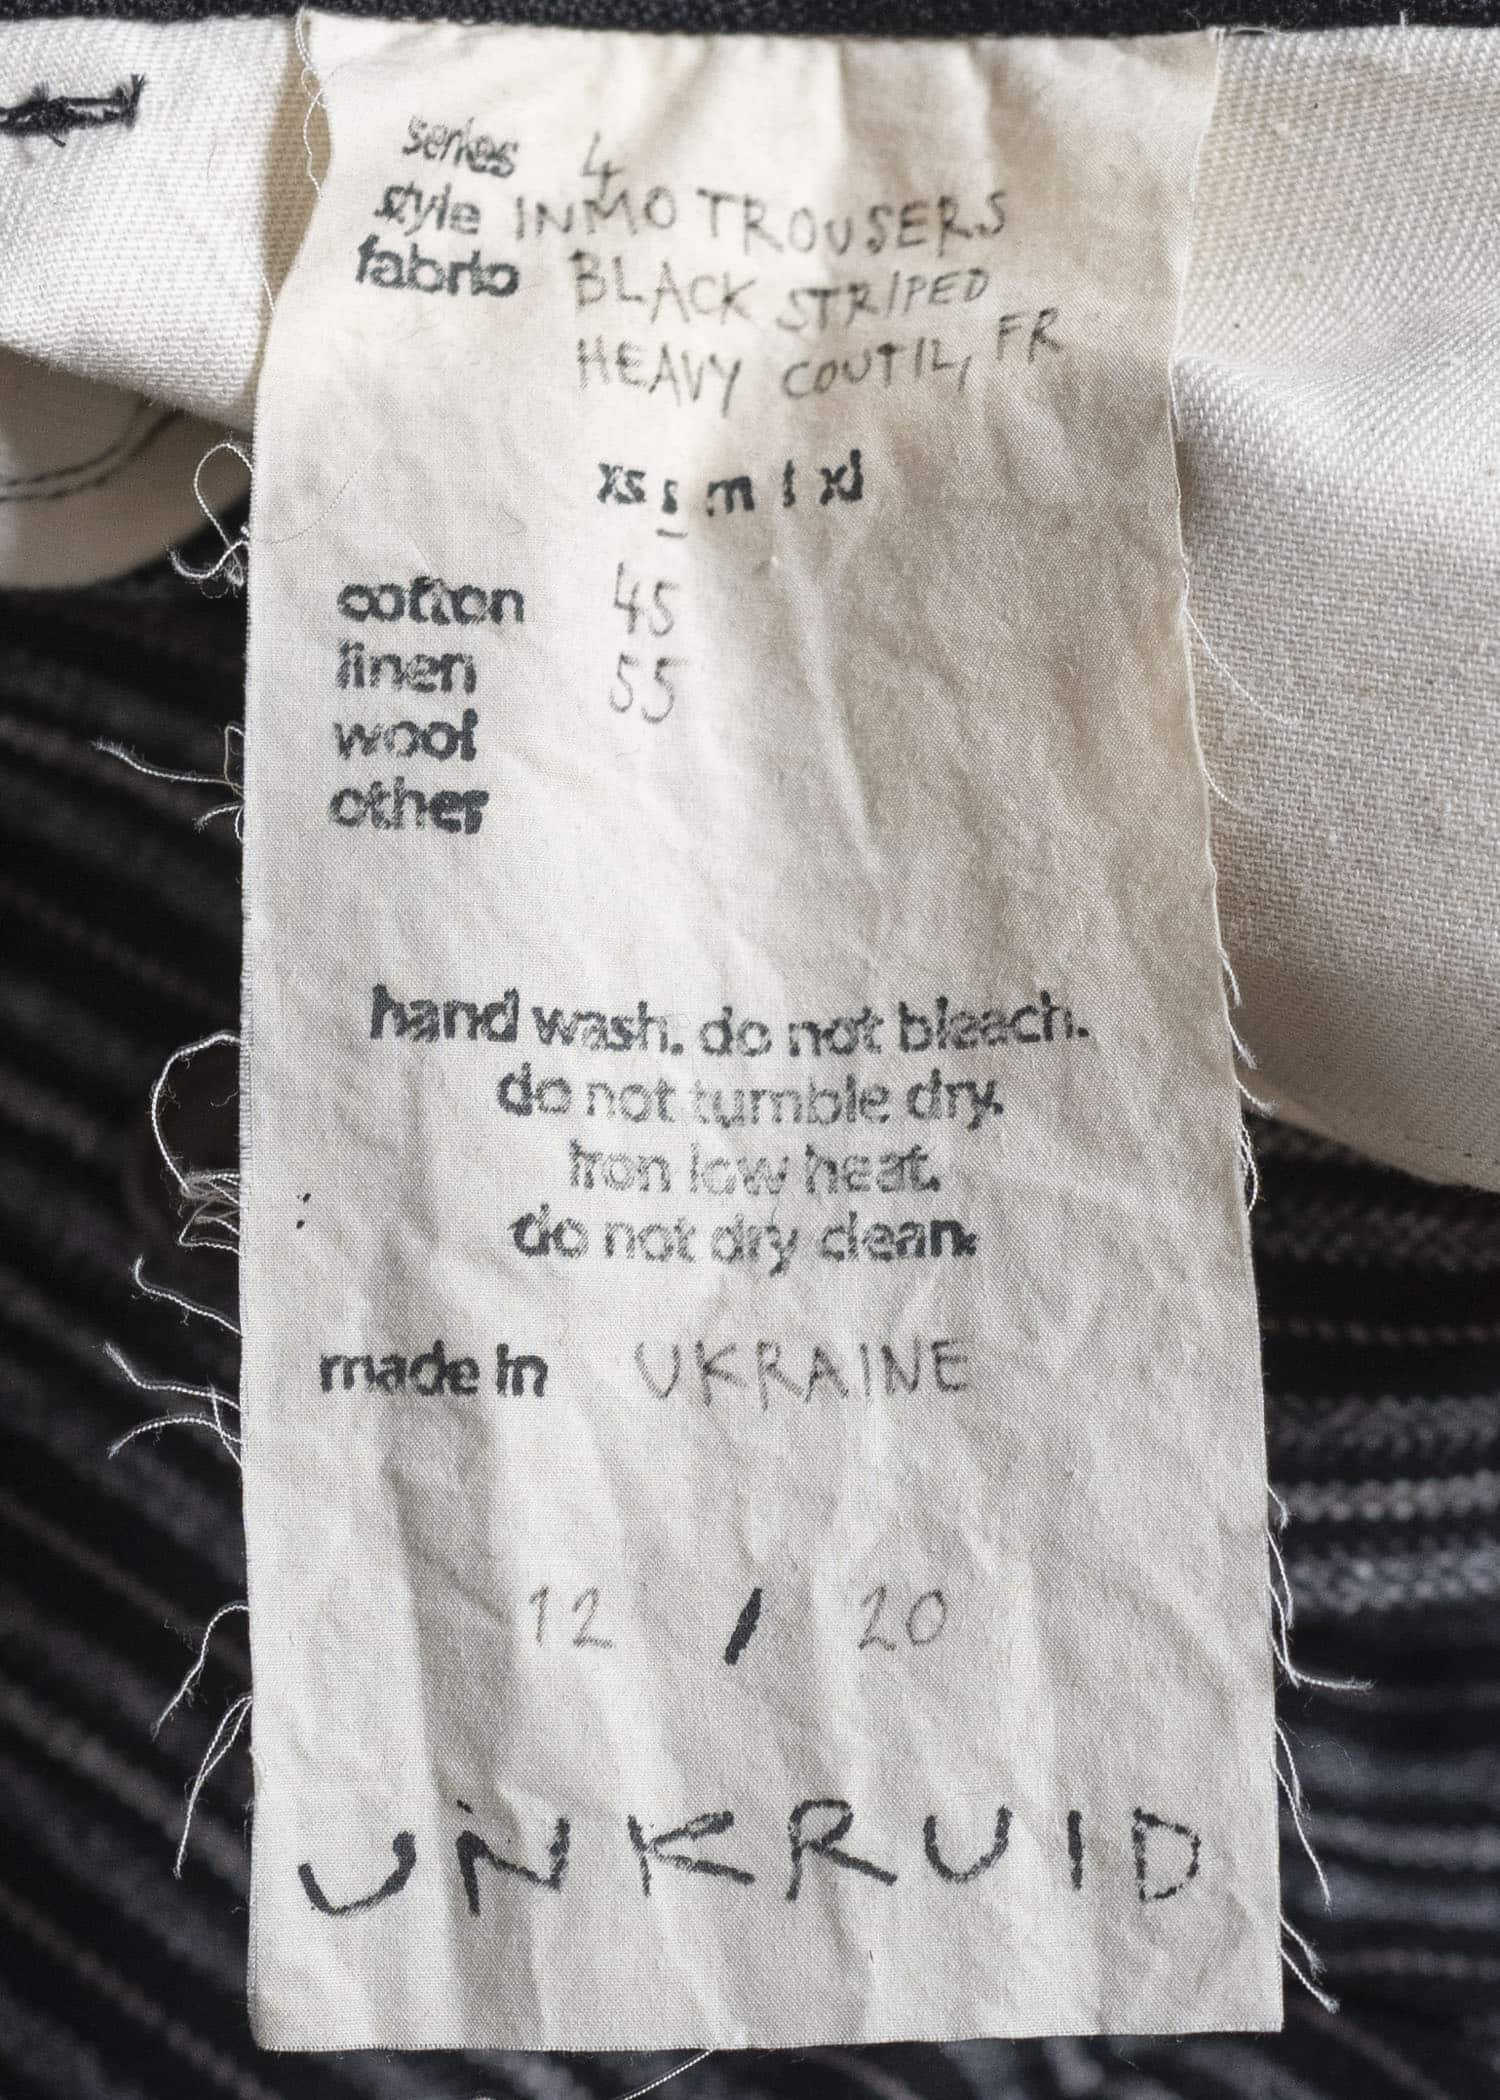 series 4
style INMO TROUSERS
fabric BLACK STRIPED
HEAVY COUTIL, FR
xs s m l xl
cotton 45
linen 55
wool
other
hand wash. do not bleach.
do not tumble dry.
iron low heat.
do not dry clean.
made in UKRAINE
12 / 20
UNKRUID